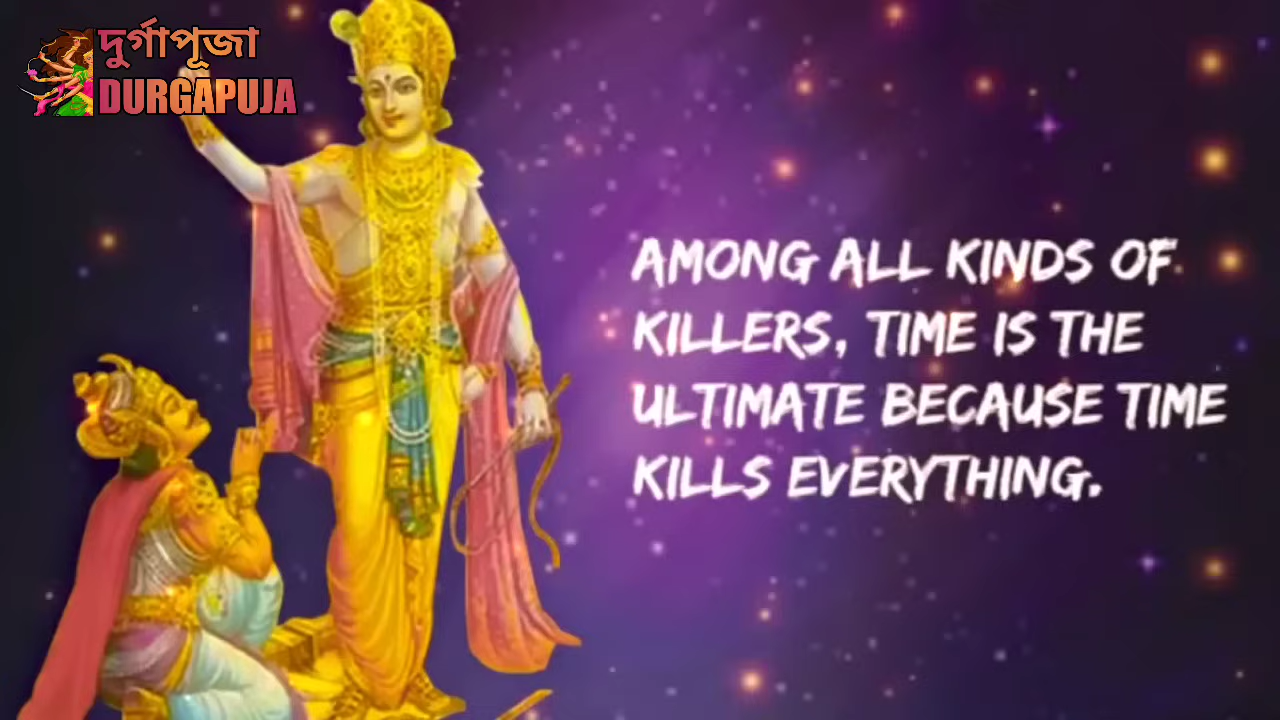 দুর্গাপূজা
DURGAPUJA
AMONG ALL KINDS OF
KILLERS, TIME IS THE
ULTIMATE BECAUSE TIME
KILLS EVERYTHING.